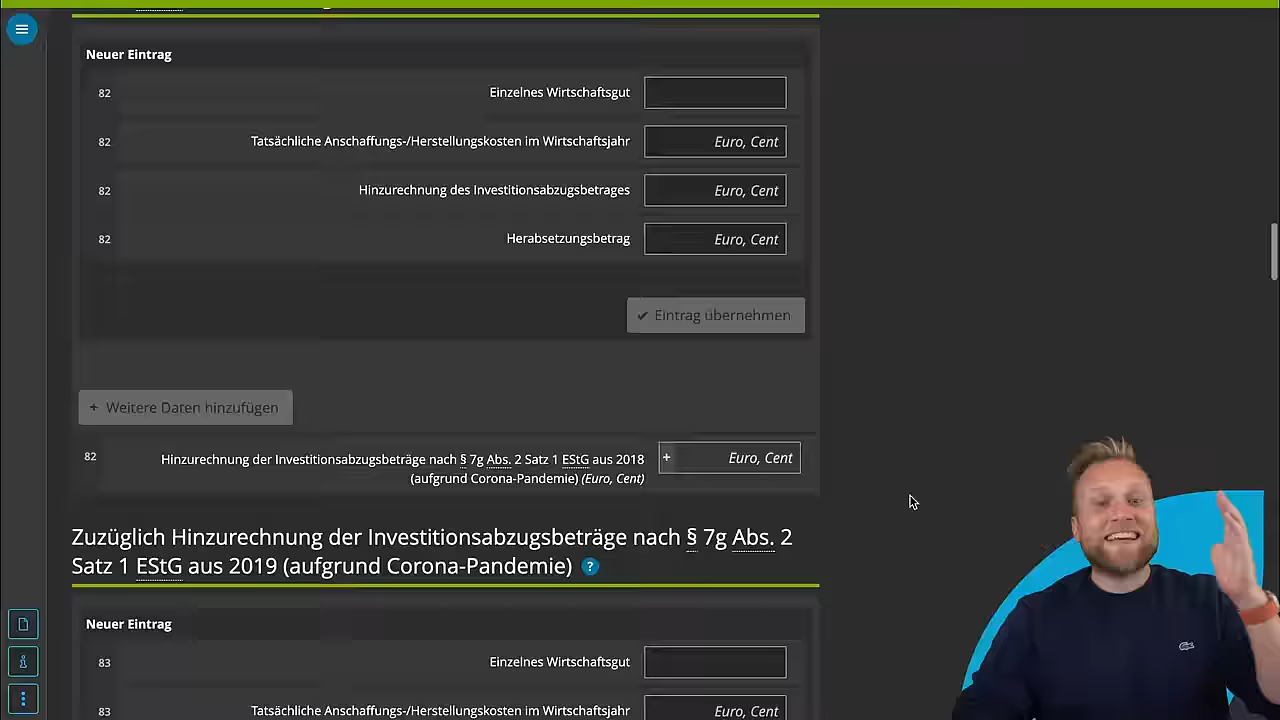 Neuer Eintrag
82 Einzelnes Wirtschaftsgut
82 Tatsächliche Anschaffungs-/Herstellungskosten im Wirtschaftsjahr Euro, Cent
82 Hinzurechnung des Investitionsabzugsbetrages Euro, Cent
82 Herabsetzungsbetrag Euro, Cent
✔ Eintrag übernehmen
+ Weitere Daten hinzufügen
82 Hinzurechnung der Investitionsabzugsbeträge nach § 7g Abs. 2 Satz 1 EStG aus 2018 + Euro, Cent
(aufgrund Corona-Pandemie) (Euro, Cent)
Zuzüglich Hinzurechnung der Investitionsabzugsbeträge nach § 7g Abs. 2
Satz 1 EStG aus 2019 (aufgrund Corona-Pandemie) ?
Neuer Eintrag
83 Einzelnes Wirtschaftsgut
83 Tatsächliche Anschaffungs-/Herstellungskosten im Wirtschaftsjahr Euro, Cent